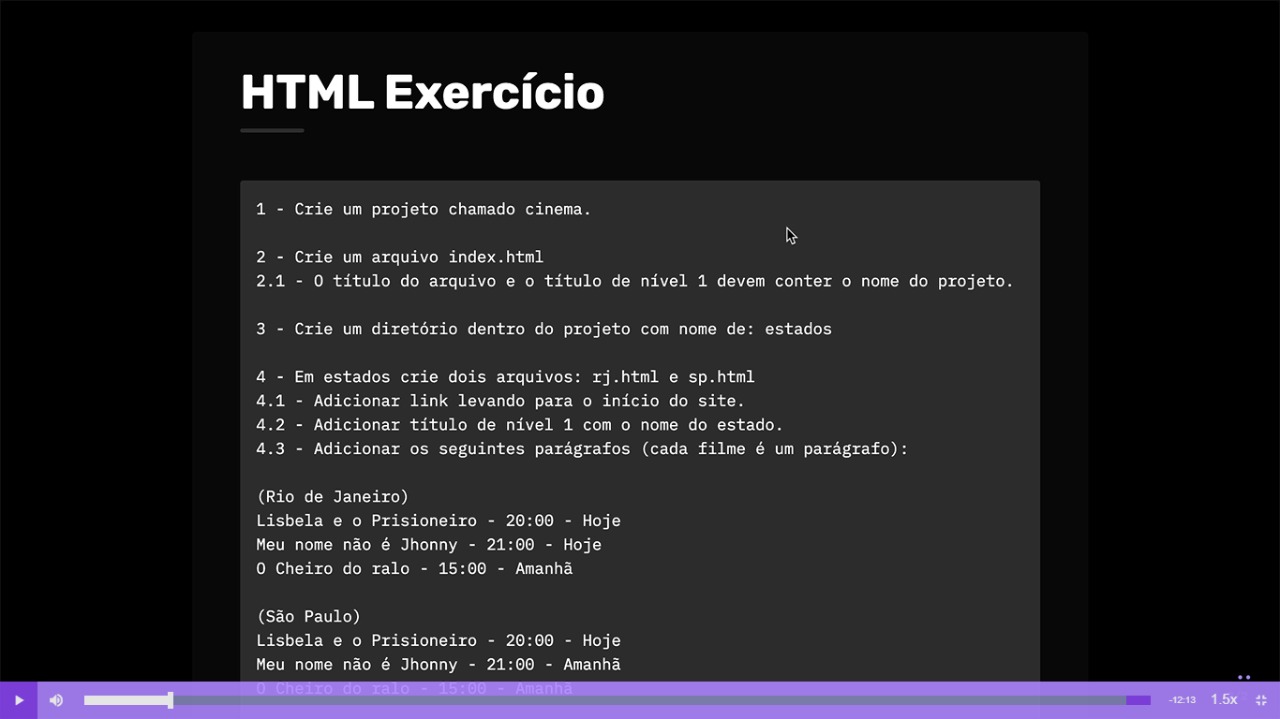 HTML Exercício
1 - Crie um projeto chamado cinema.
2 - Crie um arquivo index.html
2.1 - O título do arquivo e o título de nível 1 devem conter o nome do projeto.
3 - Crie um diretório dentro do projeto com nome de: estados
4 - Em estados crie dois arquivos: rj.html e sp.html
4.1 - Adicionar link levando para o início do site.
4.2 - Adicionar título de nível 1 com o nome do estado.
4.3 - Adicionar os seguintes parágrafos (cada filme é um parágrafo):
(Rio de Janeiro)
Lisbela e o Prisioneiro - 20:00 - Hoje
Meu nome não é Jhonny - 21:00 - Hoje
O Cheiro do ralo - 15:00 - Amanhã
(São Paulo)
Lisbela e o Prisioneiro - 20:00 - Hoje
Meu nome não é Jhonny - 21:00 - Amanhã
O Cheiro do ralo - 15:00 - Amanhã
-12:13 1.5x